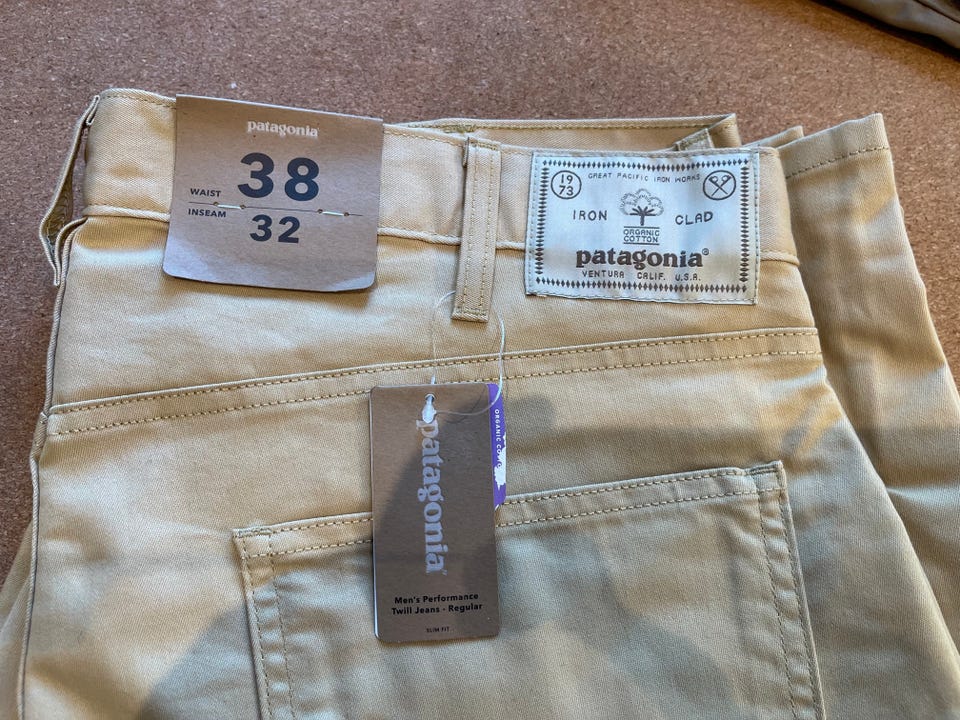 patagonia
WAIST 38
INSEAM 32
19
73
GREAT PACIFIC IRON WORKS
IRON CLAD
ORGANIC
COTTON
patagonia®
VENTURA CALIF. U.S.A.
patagonia
Men's Performance
Twill Jeans - Regular
SLIM FIT
ORGANIC